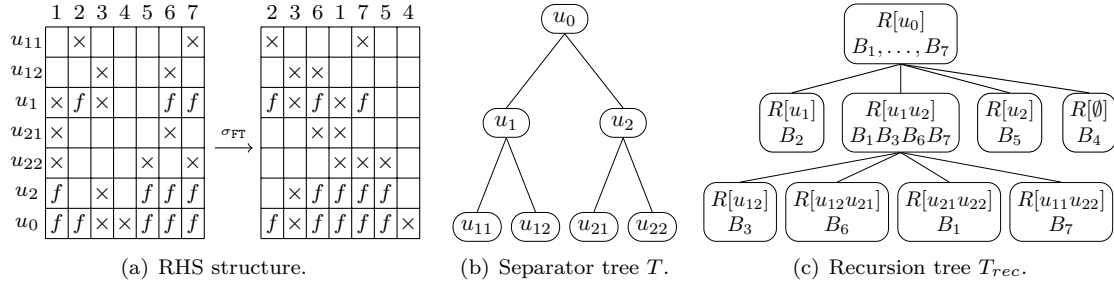 1 2 3 4 5 6 7
u₁₁ × ×
u₁₂ × ×
u₁ × f × f f
u₂₁ × ×
u₂₂ × × ×
u₂ f × f f f
u₀ f f × × f f f
σ_FT
2 3 6 1 7 5 4
× ×
× ×
f × f × f
× ×
× × ×
× f f f f
f × f f f f ×
(a) RHS structure.
u₀
u₁ u₂
u₁₁ u₁₂ u₂₁ u₂₂
(b) Separator tree T.
R[u₀]
B₁, . . . , B₇
R[u₁]
B₂
R[u₁u₂]
B₁B₃B₆B₇
R[u₂]
B₅
R[∅]
B₄
R[u₁₂]
B₃
R[u₁₂u₂₁]
B₆
R[u₂₁u₂₂]
B₁
R[u₁₁u₂₂]
B₇
(c) Recursion tree T_rec.